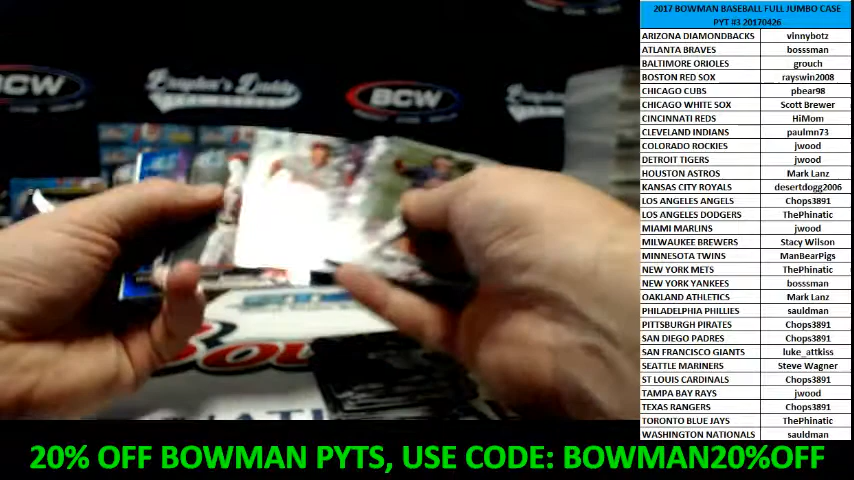 2017 BOWMAN BASEBALL FULL JUMBO CASE
PYT #3 20170426
ARIZONA DIAMONDBACKS vinnybotz
ATLANTA BRAVES bosssman
BALTIMORE ORIOLES grouch
BOSTON RED SOX rayswin2008
CHICAGO CUBS pbear98
CHICAGO WHITE SOX Scott Brewer
CINCINNATI REDS HiMom
CLEVELAND INDIANS paulmn73
COLORADO ROCKIES jwood
DETROIT TIGERS jwood
HOUSTON ASTROS Mark Lanz
KANSAS CITY ROYALS desertdogg2006
LOS ANGELES ANGELS Chops3891
LOS ANGELES DODGERS ThePhinatic
MIAMI MARLINS jwood
MILWAUKEE BREWERS Stacy Wilson
MINNESOTA TWINS ManBearPigs
NEW YORK METS ThePhinatic
NEW YORK YANKEES bosssman
OAKLAND ATHLETICS Mark Lanz
PHILADELPHIA PHILLIES sauldman
PITTSBURGH PIRATES Chops3891
SAN DIEGO PADRES Chops3891
SAN FRANCISCO GIANTS luke_attkiss
SEATTLE MARINERS Steve Wagner
ST LOUIS CARDINALS Chops3891
TAMPA BAY RAYS jwood
TEXAS RANGERS Chops3891
TORONTO BLUE JAYS ThePhinatic
WASHINGTON NATIONALS sauldman
BCW Brayden's Daddy BCW
20% OFF BOWMAN PYTS, USE CODE: BOWMAN20%OFF